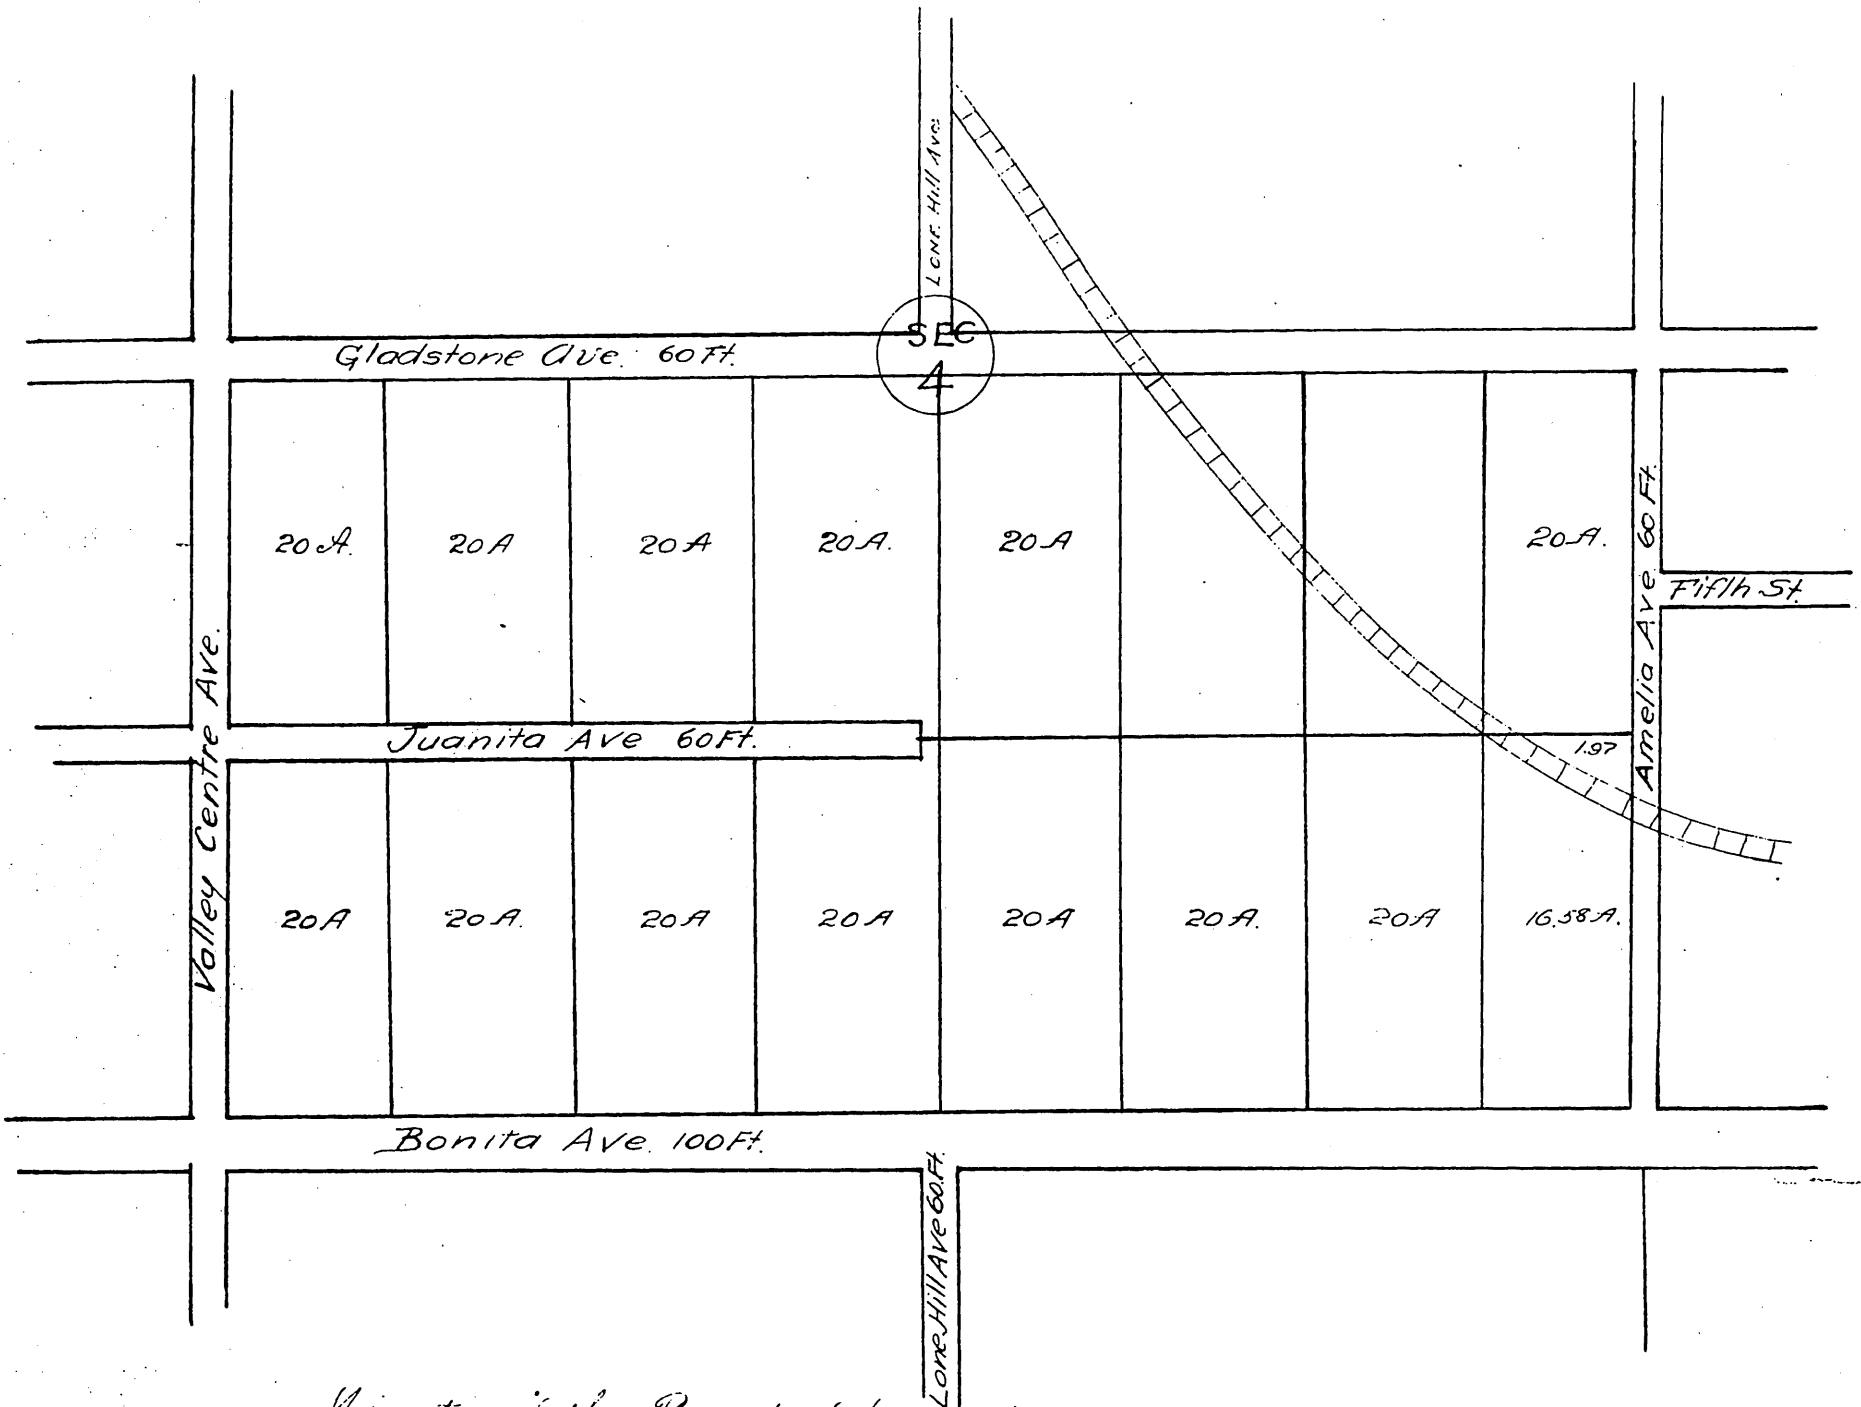 Lone Hill Ave.
SEC
4
Gladstone Ave. 60 Ft.
20 A.
20 A
20 A
20 A.
20 A
20 A.
Amelia Ave 60 Ft.
Fifth St.
Valley Centre Ave.
Juanita Ave 60 Ft.
1.97
20 A
20 A.
20 A
20 A
20 A
20 A.
20 A
16.58 A.
Bonita Ave. 100 Ft.
Lone Hill Ave 60 Ft.